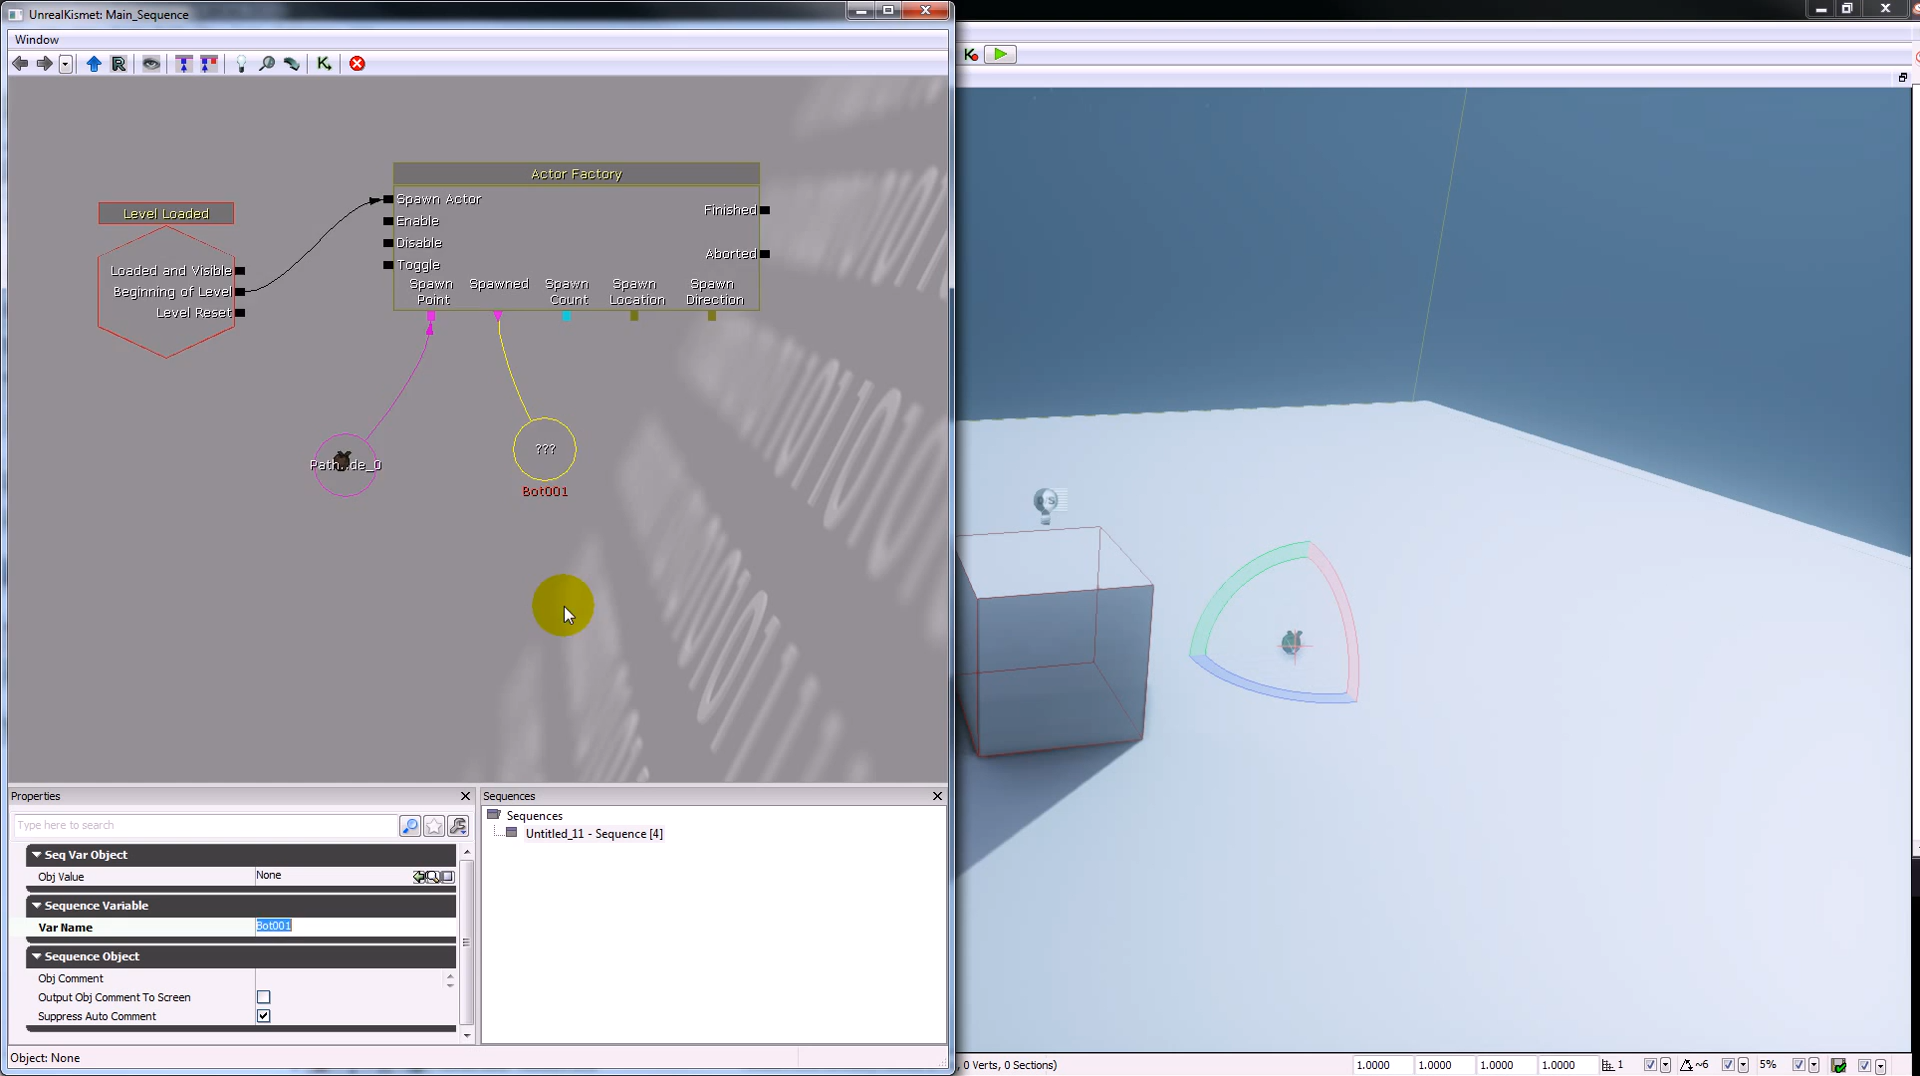 UnrealKismet: Main_Sequence
Window
Actor Factory
Level Loaded
Spawn Actor
Enable
Disable
Toggle
Finished
Aborted
Loaded and Visible
Beginning of Level
Level Reset
Spawn Point
Spawned
Spawn Count
Spawn Location
Spawn Direction
???
Bot001
Properties
Type here to search
Seq Var Object
Obj Value
None
Sequence Variable
Var Name
Bot001
Sequence Object
Obj Comment
Output Obj Comment To Screen
Suppress Auto Comment
Object: None
Sequences
Sequences
Untitled_11 - Sequence [4]
, 0 Verts, 0 Sections)
1.0000
1.0000
1.0000
1.0000
1
~6
5%